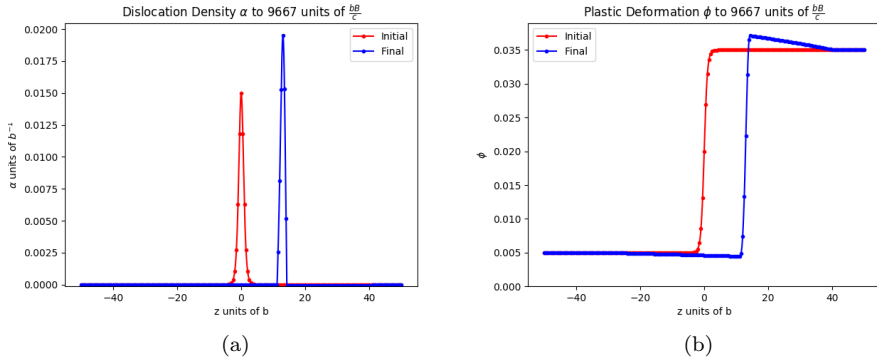 Dislocation Density α to 9667 units of bB/c
Initial
Final
0.0200
0.0175
0.0150
0.0125
0.0100
0.0075
0.0050
0.0025
0.0000
α units of b⁻¹
−40
−20
0
20
40
z units of b
(a)
Plastic Deformation ϕ to 9667 units of bB/c
Initial
Final
0.035
0.030
0.025
0.020
0.015
0.010
0.005
0.000
ϕ
−40
−20
0
20
40
z units of b
(b)